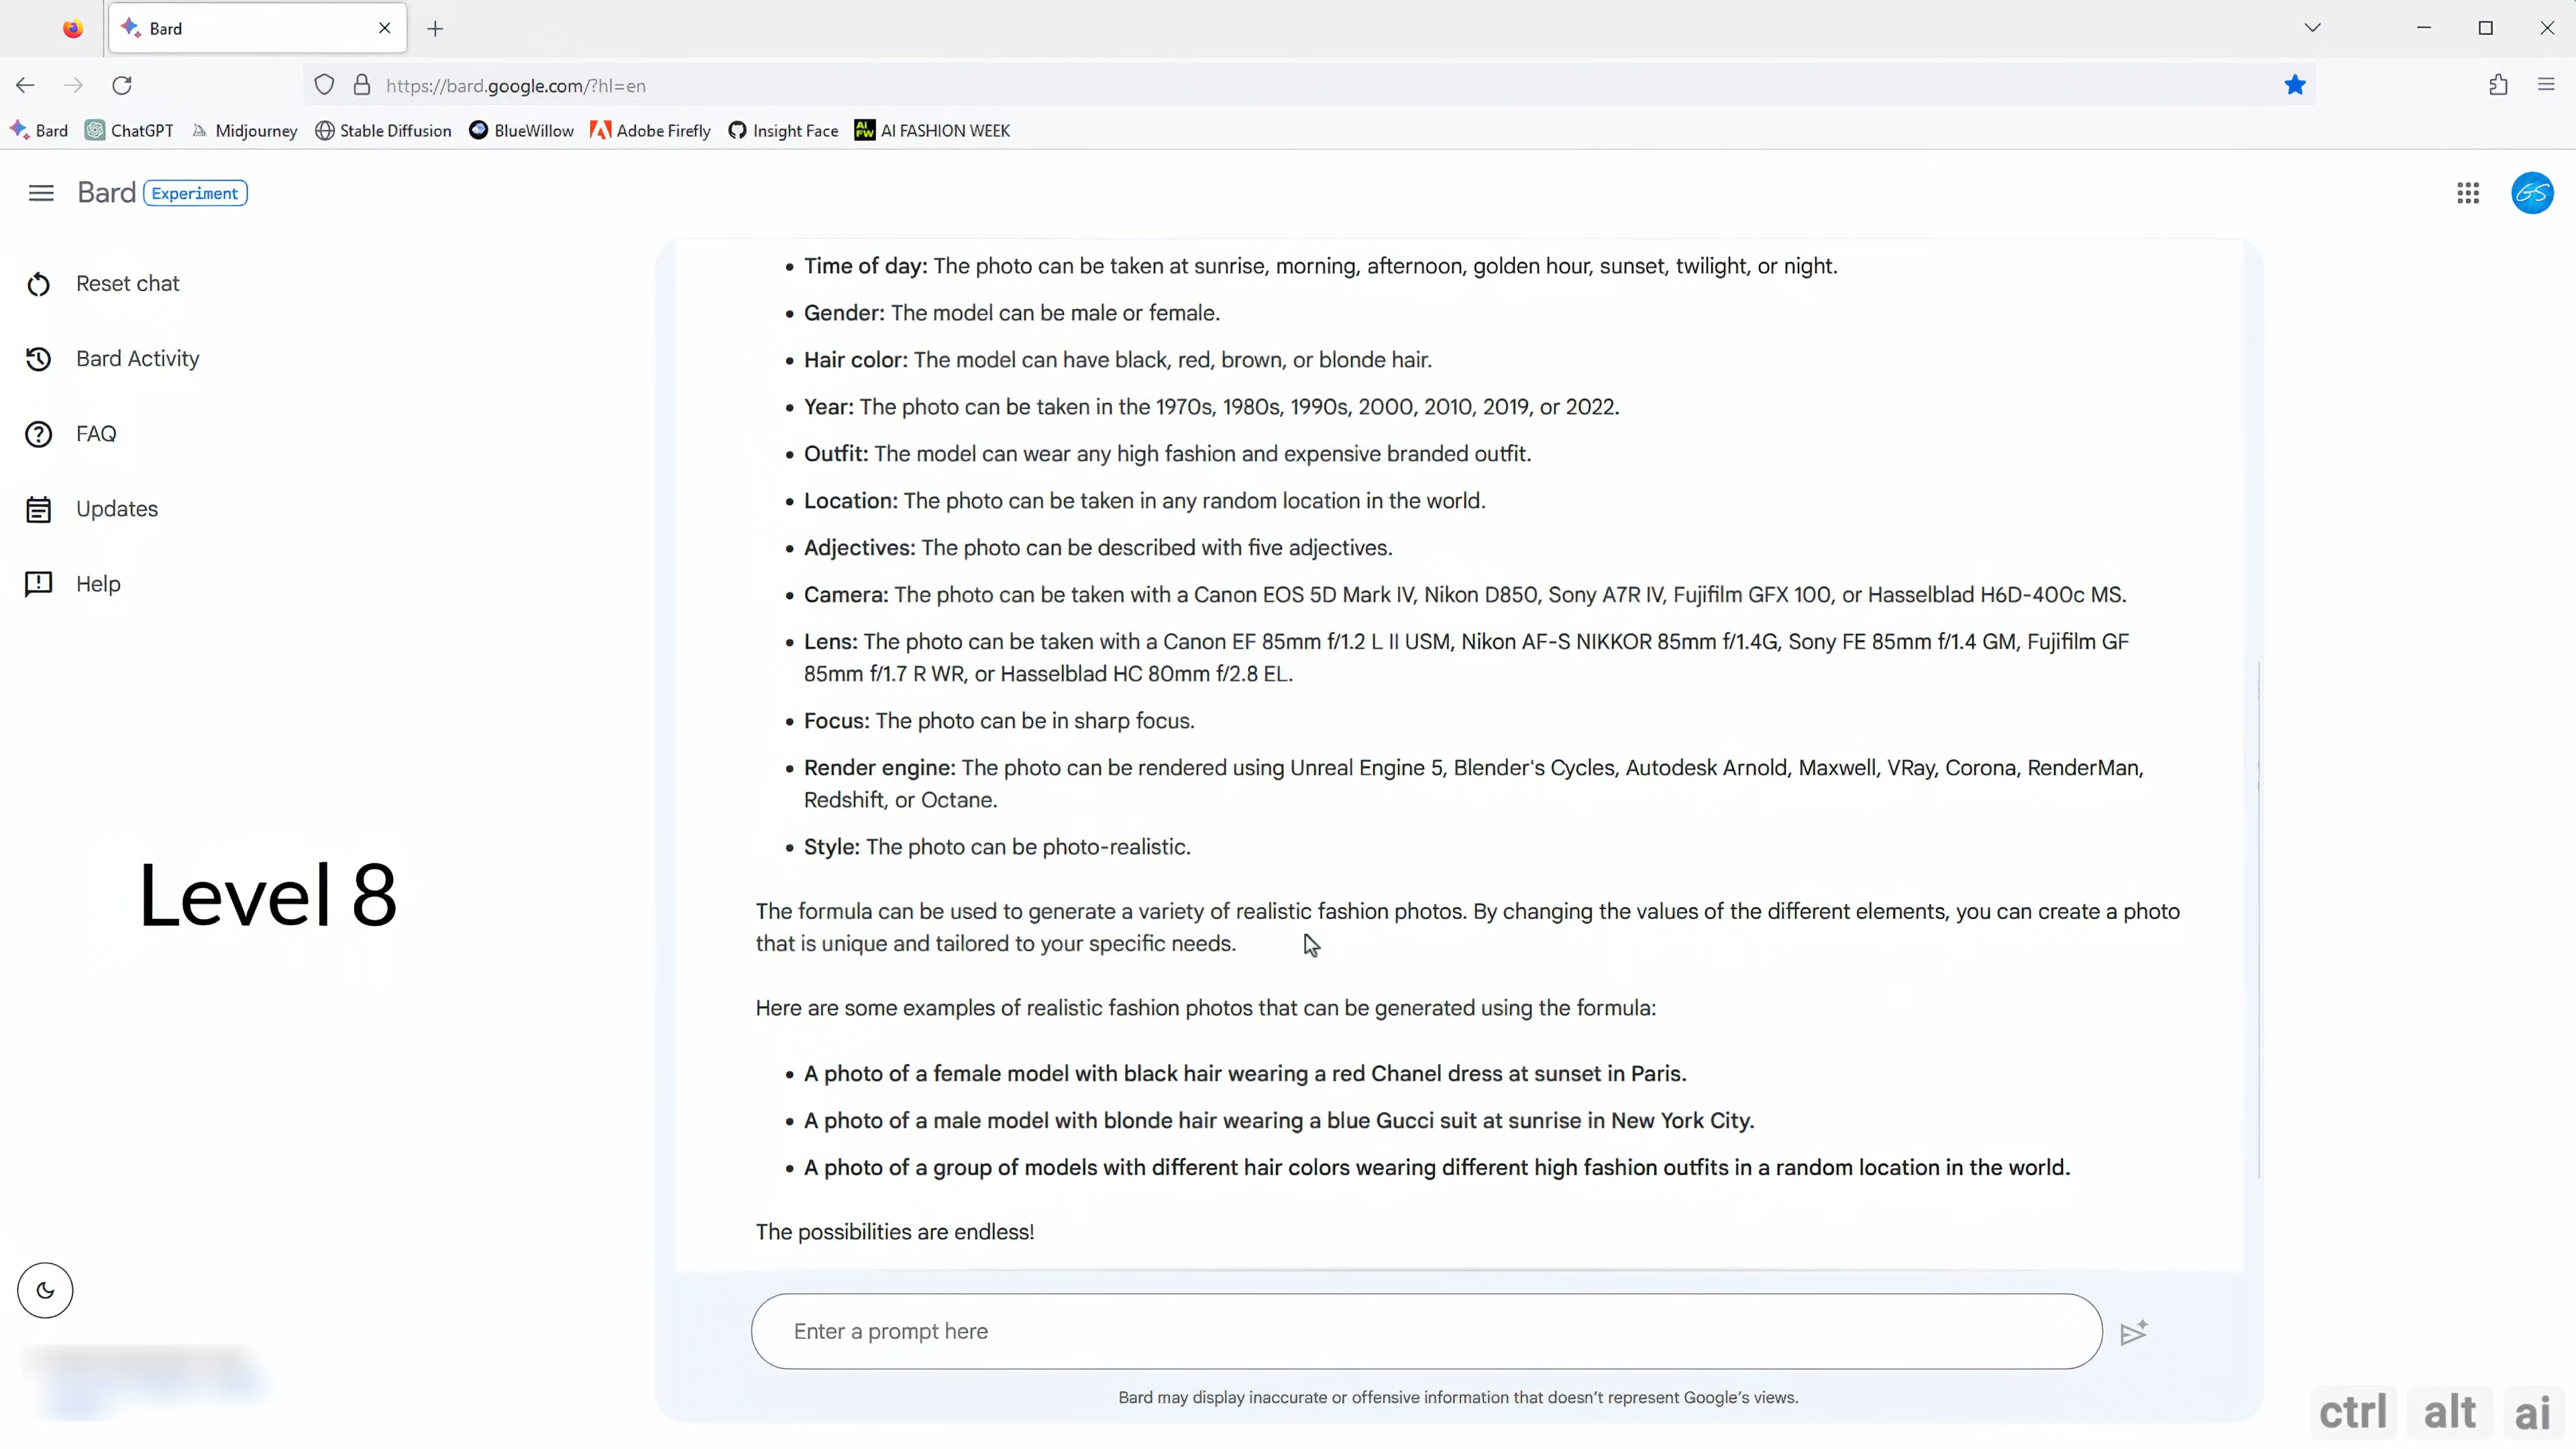 Bard
https://bard.google.com/?hl=en
Bard ChatGPT Midjourney Stable Diffusion BlueWillow Adobe Firefly Insight Face AI FASHION WEEK
Bard Experiment
GS
Reset chat
Bard Activity
FAQ
Updates
Help
Level 8
• Time of day: The photo can be taken at sunrise, morning, afternoon, golden hour, sunset, twilight, or night.
• Gender: The model can be male or female.
• Hair color: The model can have black, red, brown, or blonde hair.
• Year: The photo can be taken in the 1970s, 1980s, 1990s, 2000, 2010, 2019, or 2022.
• Outfit: The model can wear any high fashion and expensive branded outfit.
• Location: The photo can be taken in any random location in the world.
• Adjectives: The photo can be described with five adjectives.
• Camera: The photo can be taken with a Canon EOS 5D Mark IV, Nikon D850, Sony A7R IV, Fujifilm GFX 100, or Hasselblad H6D-400c MS.
• Lens: The photo can be taken with a Canon EF 85mm f/1.2 L II USM, Nikon AF-S NIKKOR 85mm f/1.4G, Sony FE 85mm f/1.4 GM, Fujifilm GF
85mm f/1.7 R WR, or Hasselblad HC 80mm f/2.8 EL.
• Focus: The photo can be in sharp focus.
• Render engine: The photo can be rendered using Unreal Engine 5, Blender's Cycles, Autodesk Arnold, Maxwell, VRay, Corona, RenderMan,
Redshift, or Octane.
• Style: The photo can be photo-realistic.
The formula can be used to generate a variety of realistic fashion photos. By changing the values of the different elements, you can create a photo
that is unique and tailored to your specific needs.
Here are some examples of realistic fashion photos that can be generated using the formula:
• A photo of a female model with black hair wearing a red Chanel dress at sunset in Paris.
• A photo of a male model with blonde hair wearing a blue Gucci suit at sunrise in New York City.
• A photo of a group of models with different hair colors wearing different high fashion outfits in a random location in the world.
The possibilities are endless!
Enter a prompt here
Bard may display inaccurate or offensive information that doesn't represent Google's views.
ctrl alt ai